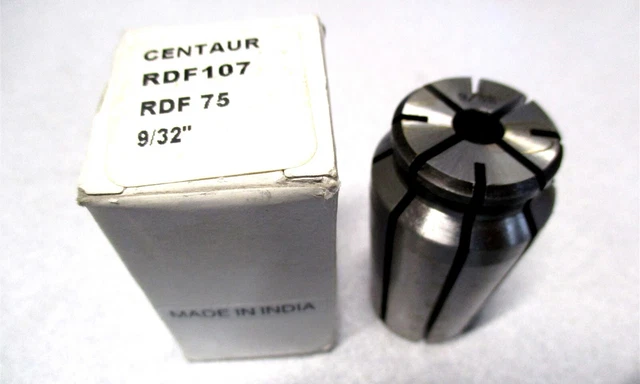 CENTAUR
RDF107
RDF 75
9/32"
MADE IN INDIA